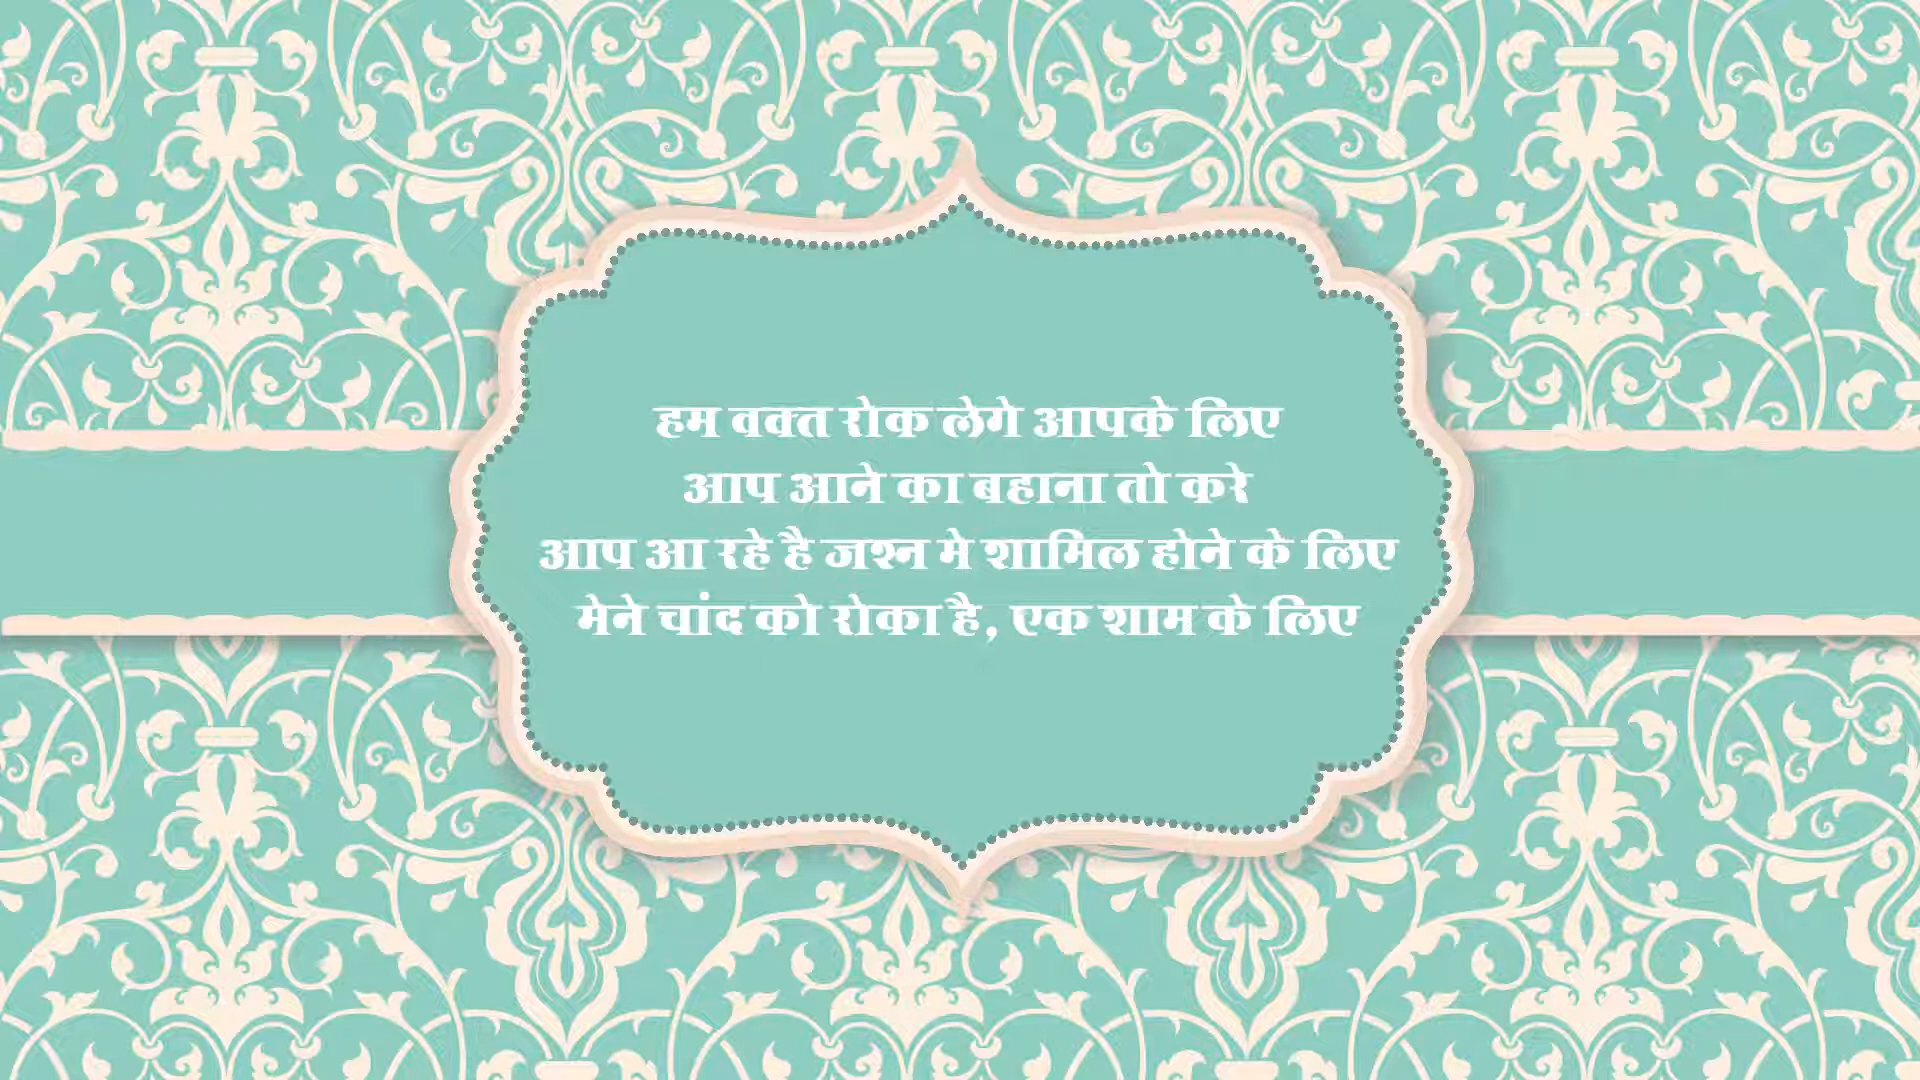 हम वक्त रोक लेगे आपके लिए
आप आने का बहाना तो करे
आप आ रहे है जश्न मे शामिल होने के लिए
मेने चांद को रोका है, एक शाम के लिए